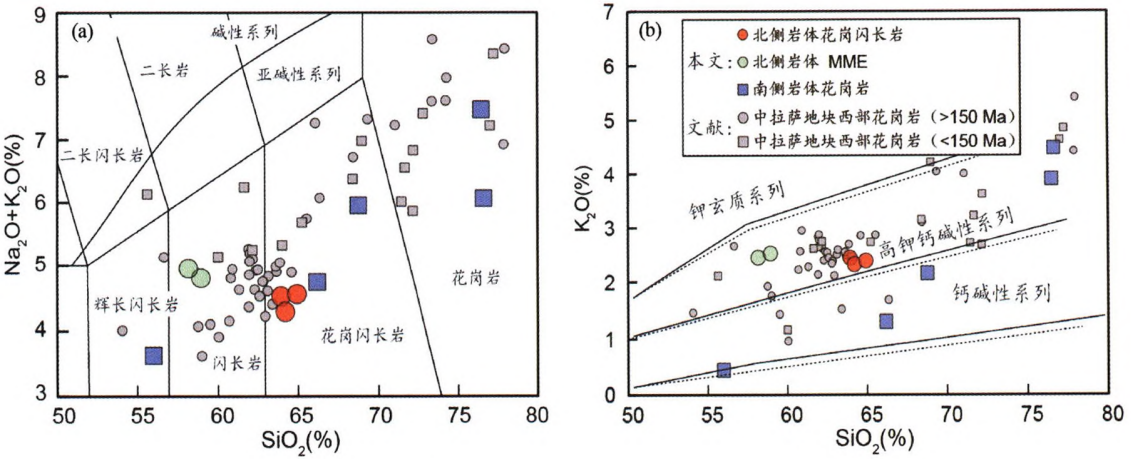 (a)
碱性系列
二长岩
亚碱性系列
二长闪长岩
辉长闪长岩
闪长岩
花岗闪长岩
花岗岩
Na₂O+K₂O(%)
9
8
7
6
5
4
3
50 55 60 65 70 75 80
SiO₂(%)
(b)
本文:
北侧岩体花岗闪长岩
北侧岩体 MME
南侧岩体花岗岩
文献:
中拉萨地块西部花岗岩 (>150 Ma)
中拉萨地块西部花岗岩 (<150 Ma)
钾玄质系列
高钾钙碱性系列
钙碱性系列
K₂O(%)
7
6
5
4
3
2
1
0
50 55 60 65 70 75 80
SiO₂(%)